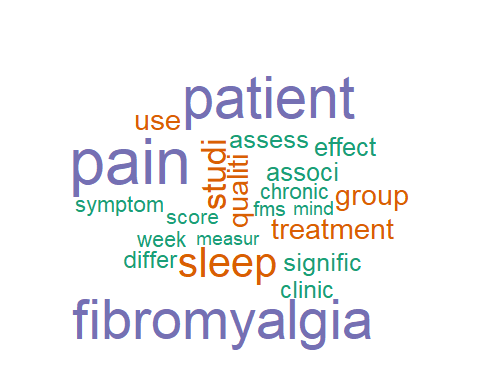 patient
use
studi
assess
effect
pain
qualiti
associ
chronic
group
symptom
fms mind
score
treatment
week measur
differ sleep signific
clinic
fibromyalgia